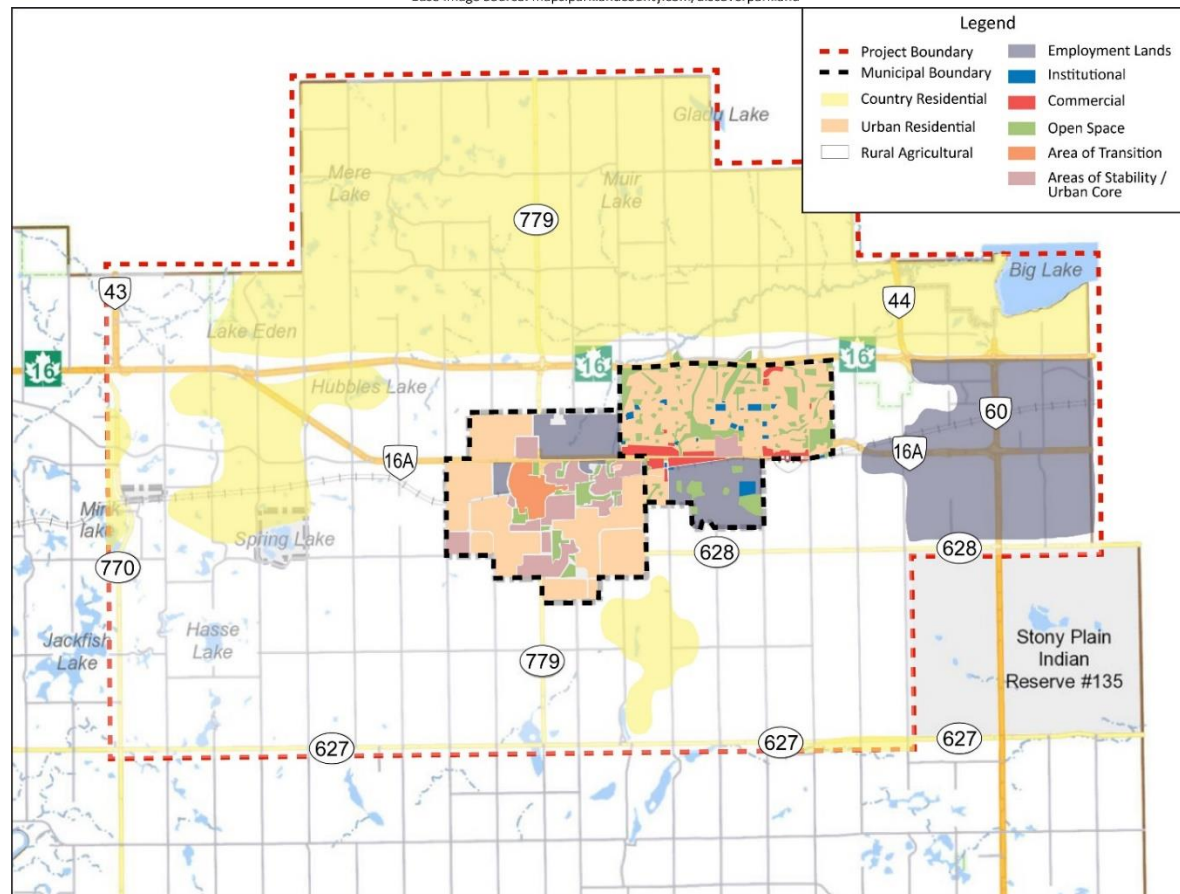 Legend
Project Boundary
Municipal Boundary
Country Residential
Urban Residential
Rural Agricultural
Employment Lands
Institutional
Commercial
Open Space
Area of Transition
Areas of Stability /
Urban Core
Glady Lake
Mere
Lake
Muir
Lake
779
Big Lake
43
44
Lake Eden
16
16
16
Hubbles Lake
60
16A
16A
Mink
lake
Spring Lake
628
628
770
Hasse
Lake
Jackfish
Lake
779
Stony Plain
Indian
Reserve #135
627
627
627